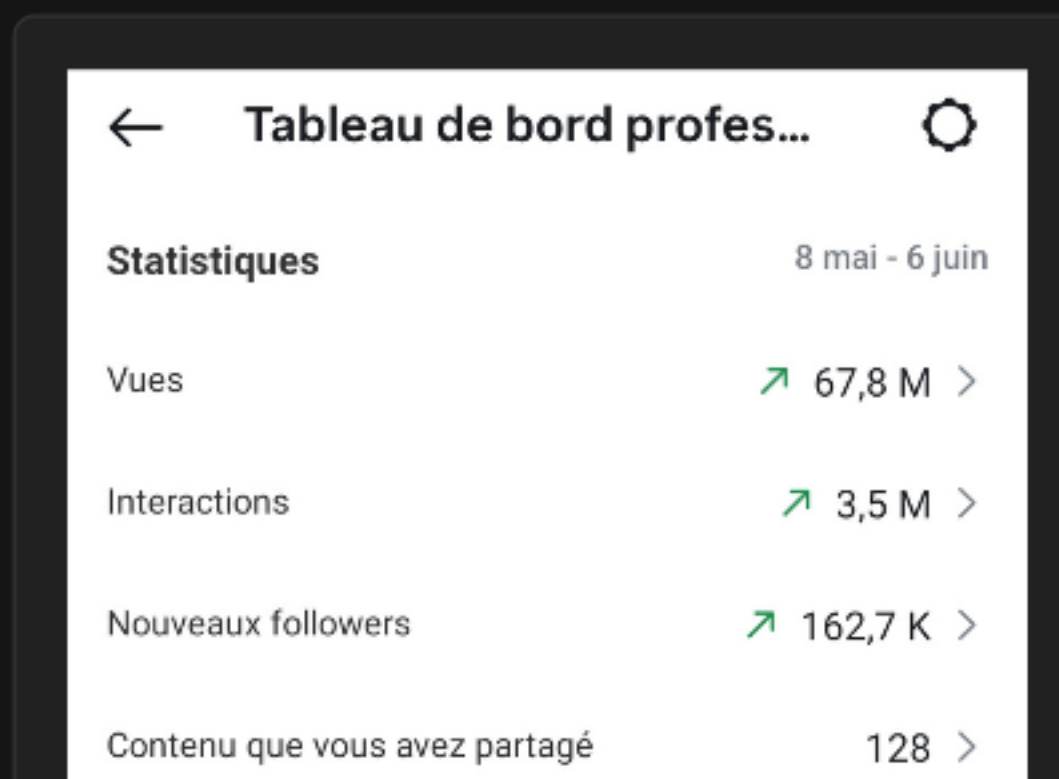 Tableau de bord profes...
Statistiques 8 mai - 6 juin
Vues 67,8 M
Interactions 3,5 M
Nouveaux followers 162,7 K
Contenu que vous avez partagé 128